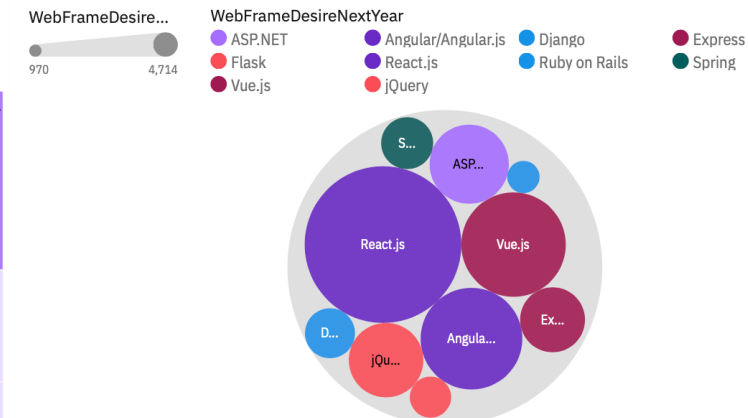 WebFrameDesire...
970
4,714
WebFrameDesireNextYear
ASP.NET
Angular/Angular.js
Django
Express
Flask
React.js
Ruby on Rails
Spring
Vue.js
jQuery
S...
ASP...
React.js
Vue.js
D...
jQu...
Angula...
Ex...